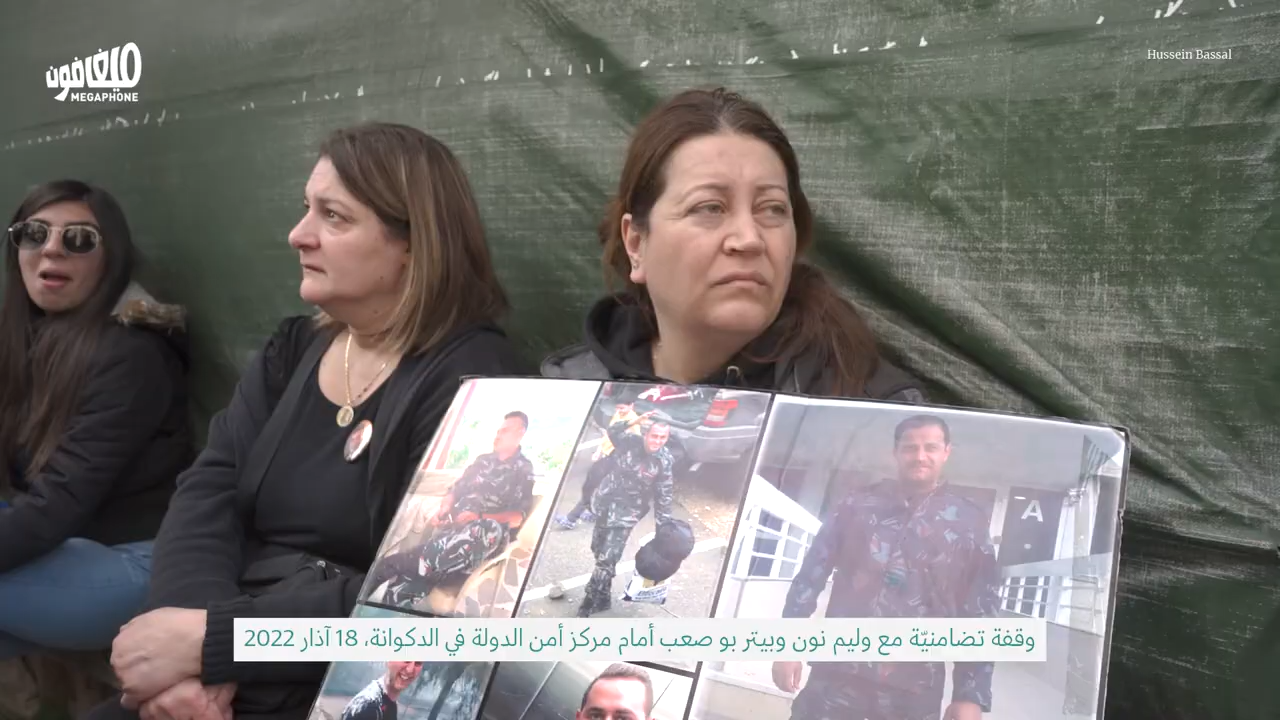 ميغافون
MEGAPHONE
Hussein Bassal
A
وقفة تضامنيّة مع وليم نون وبيتر بو صعب أمام مركز أمن الدولة في الدكوانة، 18 آذار 2022